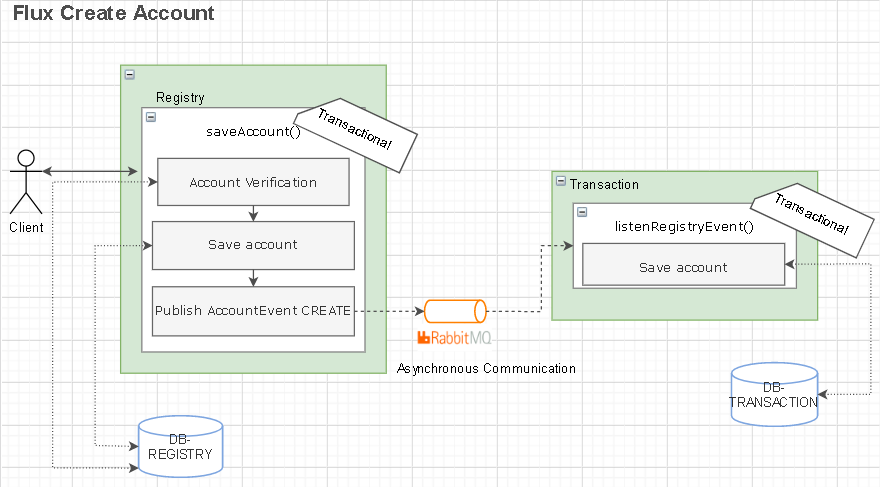 Flux Create Account
Registry
saveAccount()
Transactional
Account Verification
Save account
Publish AccountEvent CREATE
Client
RabbitMQ
Asynchronous Communication
Transaction
Transactional
listenRegistryEvent()
Save account
DB-
TRANSACTION
DB-
REGISTRY